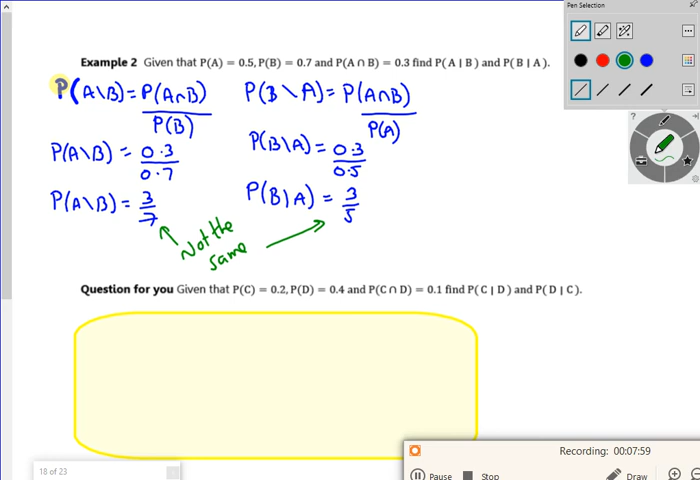 Pen Selection
Example 2 Given that P(A) = 0.5, P(B) = 0.7 and P(A ∩ B) = 0.3 find P( A | B) and P( B | A).
P(A\B) = P(A∩B)
P(B)
P(B\A) = P(A∩B)
P(A)
P(A\B) = 0.3
0.7
P(B\A) = 0.3
0.5
P(A\B) = 3
7
P(B|A) = 3
5
Not the
same
Question for you Given that P(C) = 0.2, P(D) = 0.4 and P(C ∩ D) = 0.1 find P( C | D) and P( D | C).
18 of 23
Recording: 00:07:59
Pause
Stop
Draw